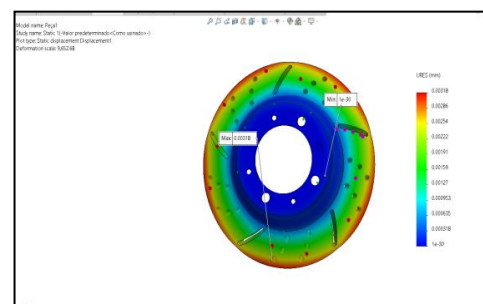 Model name: Peça1
Study name: Static 1(-Valor predeterminado<Como usinado>-)
Plot type: Static displacement Displacement1
Deformation scale: 9,652.68
URES (mm)
Min: 1e-30
Max: 0.00318
0.00318
0.00286
0.00254
0.00222
0.00191
0.00159
0.00127
0.000953
0.000635
0.000318
1e-30